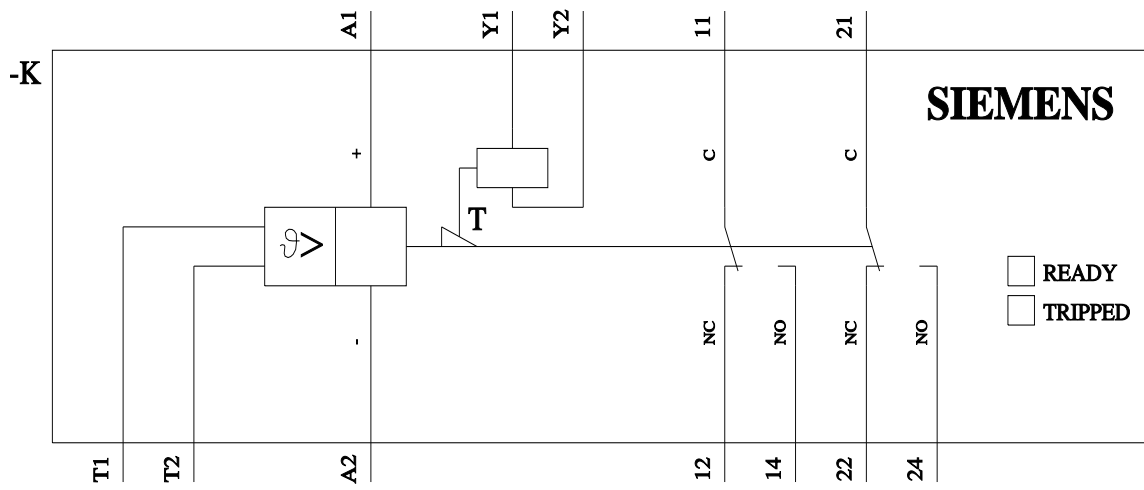 A1
Y1
Y2
11
21
-K
SIEMENS
+
C
C
T
ϑ>
READY
TRIPPED
-
NC
NO
NC
NO
T1
T2
A2
12
14
22
24